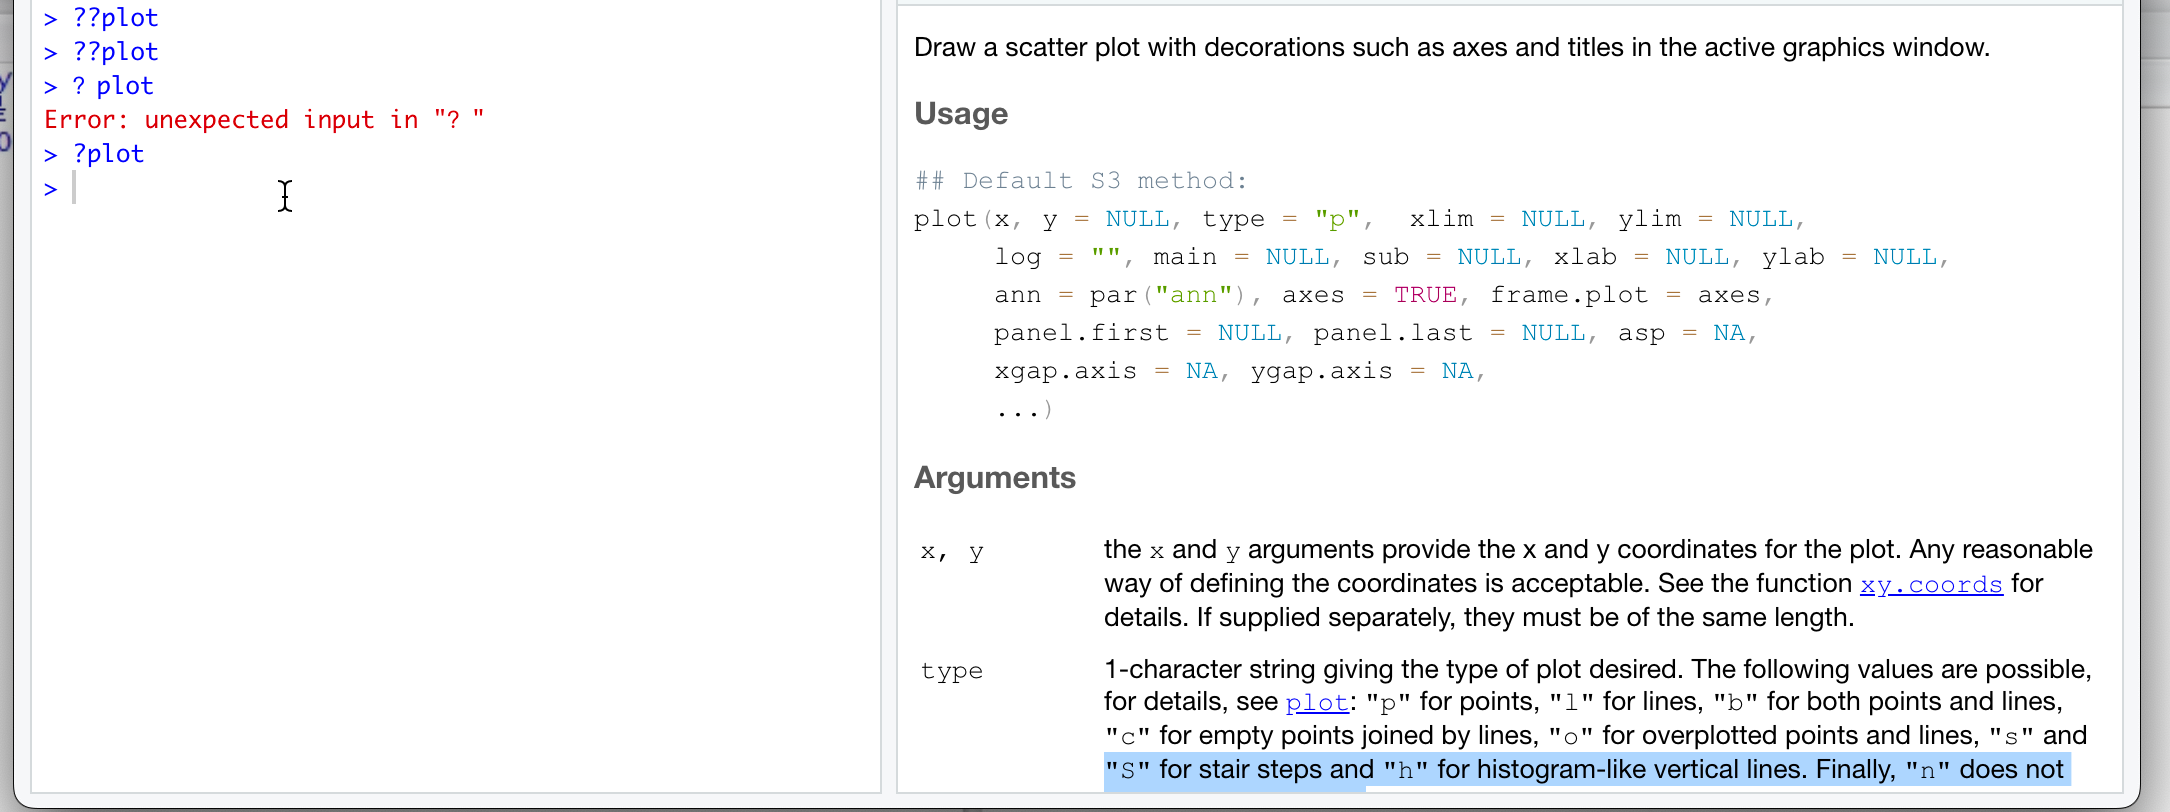 > ??plot
> ??plot
> ? plot
Error: unexpected input in "? "
> ?plot
>
Draw a scatter plot with decorations such as axes and titles in the active graphics window.
Usage
## Default S3 method:
plot(x, y = NULL, type = "p",  xlim = NULL, ylim = NULL,
     log = "", main = NULL, sub = NULL, xlab = NULL, ylab = NULL,
     ann = par("ann"), axes = TRUE, frame.plot = axes,
     panel.first = NULL, panel.last = NULL, asp = NA,
     xgap.axis = NA, ygap.axis = NA,
     ...)
Arguments
x, y the x and y arguments provide the x and y coordinates for the plot. Any reasonable
way of defining the coordinates is acceptable. See the function xy.coords for
details. If supplied separately, they must be of the same length.
type 1-character string giving the type of plot desired. The following values are possible,
for details, see plot: "p" for points, "l" for lines, "b" for both points and lines,
"c" for empty points joined by lines, "o" for overplotted points and lines, "s" and
"S" for stair steps and "h" for histogram-like vertical lines. Finally, "n" does not